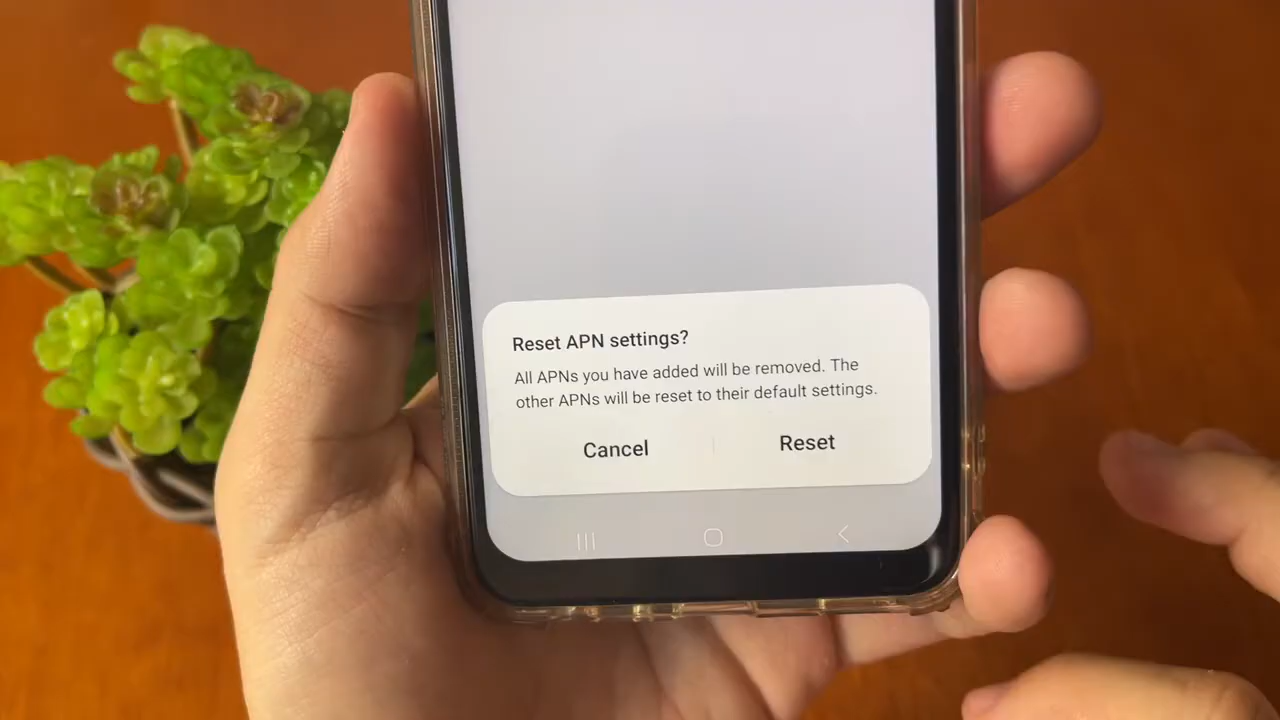 Reset APN settings?
All APNs you have added will be removed. The
other APNs will be reset to their default settings.
Cancel
Reset